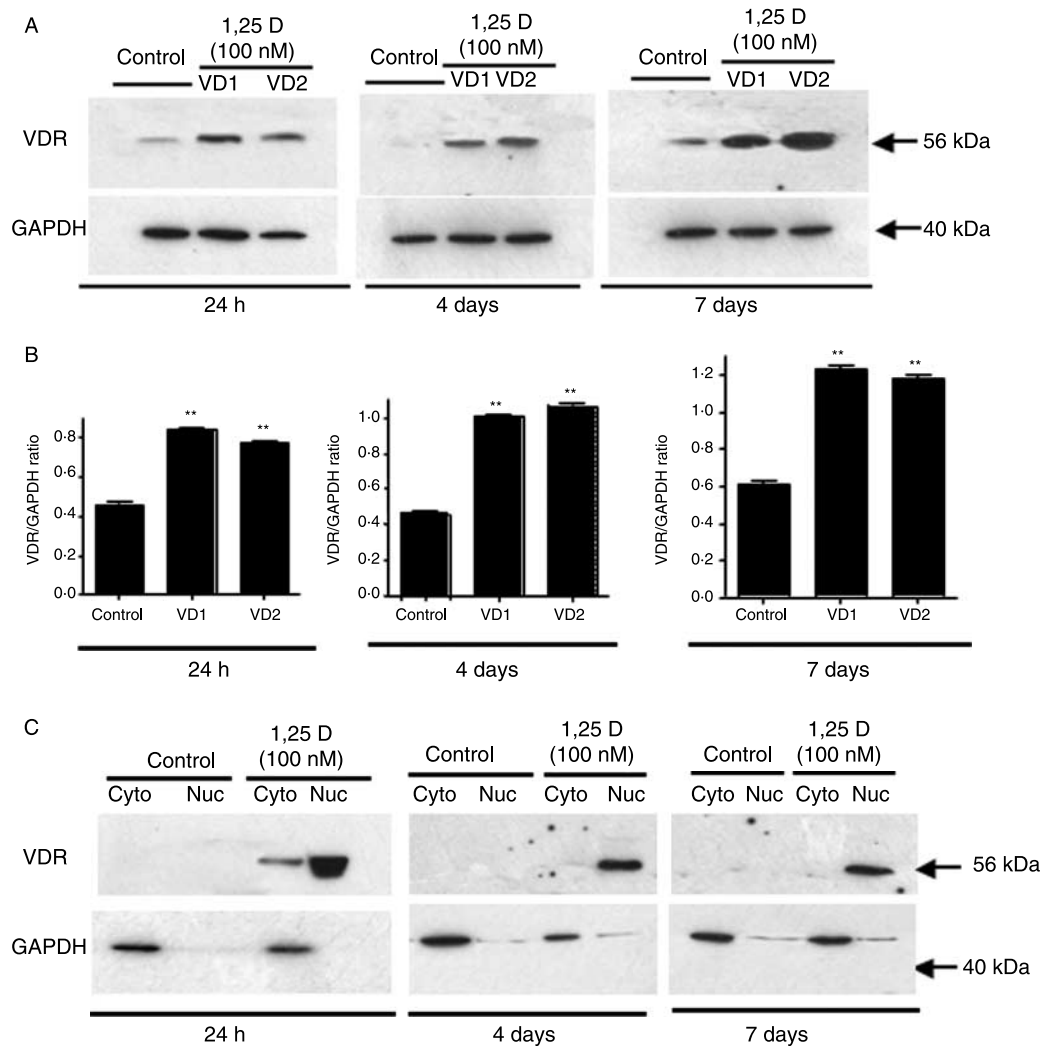 A
Control
1,25 D
(100 nM)
VD1 VD2
Control
1,25 D
(100 nM)
VD1 VD2
Control
1,25 D
(100 nM)
VD1 VD2
VDR
56 kDa
GAPDH
40 kDa
24 h
4 days
7 days
B
VDR/GAPDH ratio
0·8
0·6
0·4
0·2
0·0
**
**
Control VD1 VD2
24 h
VDR/GAPDH ratio
1·0
0·8
0·6
0·4
0·2
0·0
**
**
Control VD1 VD2
4 days
VDR/GAPDH ratio
1·2
1·0
0·8
0·6
0·4
0·2
0·0
**
**
Control VD1 VD2
7 days
C
Control
1,25 D
(100 nM)
Cyto Nuc Cyto Nuc
Control
1,25 D
(100 nM)
Cyto Nuc Cyto Nuc
Control
1,25 D
(100 nM)
Cyto Nuc Cyto Nuc
VDR
56 kDa
GAPDH
40 kDa
24 h
4 days
7 days